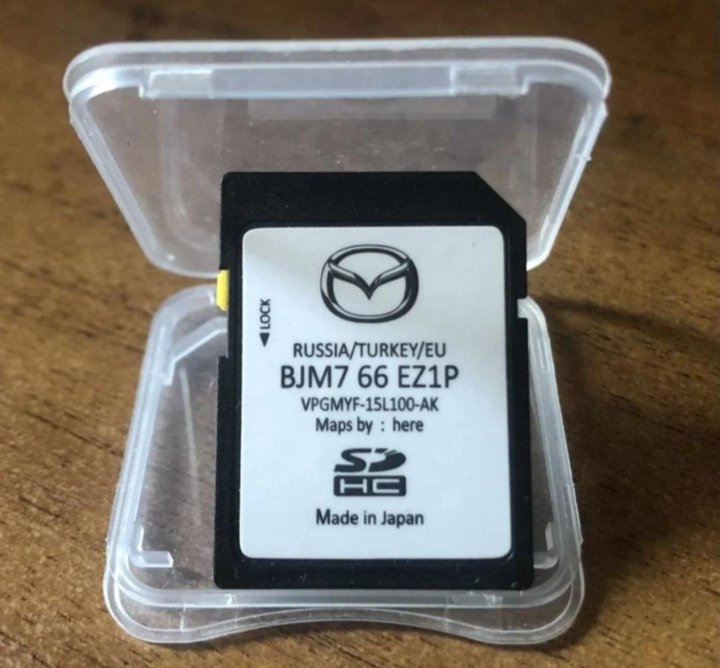 ◄LOCK
RUSSIA/TURKEY/EU
BJM7 66 EZ1P
VPGMYF-15L100-AK
Maps by : here
SD
HC
Made in Japan